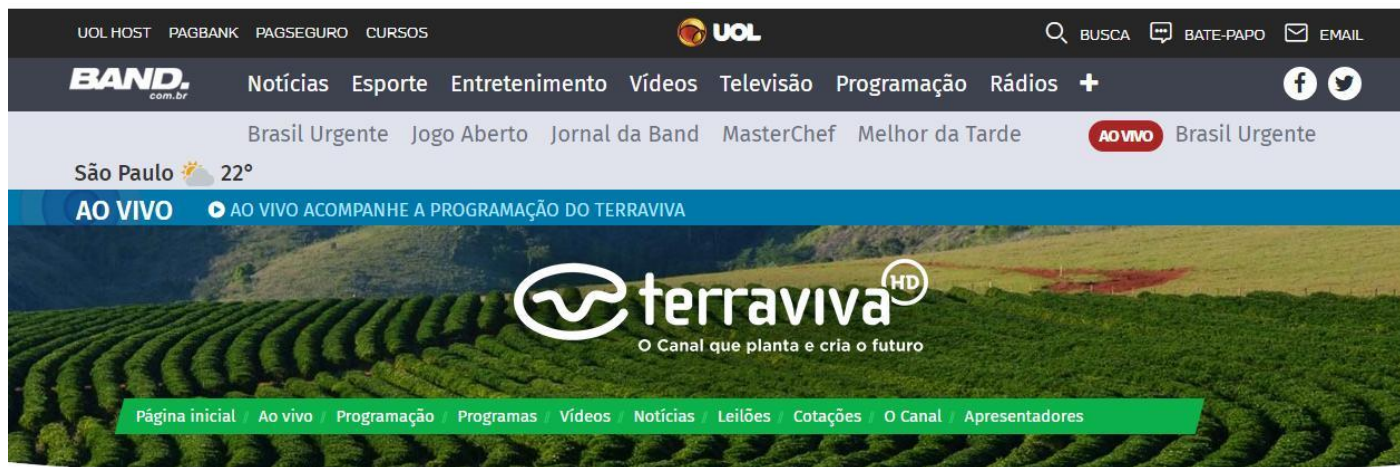 UOL HOST PAGBANK PAGSEGURO CURSOS UOL BUSCA BATE-PAPO EMAIL
BAND.com.br Notícias Esporte Entretenimento Vídeos Televisão Programação Rádios +
Brasil Urgente Jogo Aberto Jornal da Band MasterChef Melhor da Tarde AO VIVO Brasil Urgente
São Paulo 22°
AO VIVO AO VIVO ACOMPANHE A PROGRAMAÇÃO DO TERRAVIVA
terraviva HD
O Canal que planta e cria o futuro
Página inicial / Ao vivo / Programação / Programas / Vídeos / Notícias / Leilões / Cotações / O Canal / Apresentadores